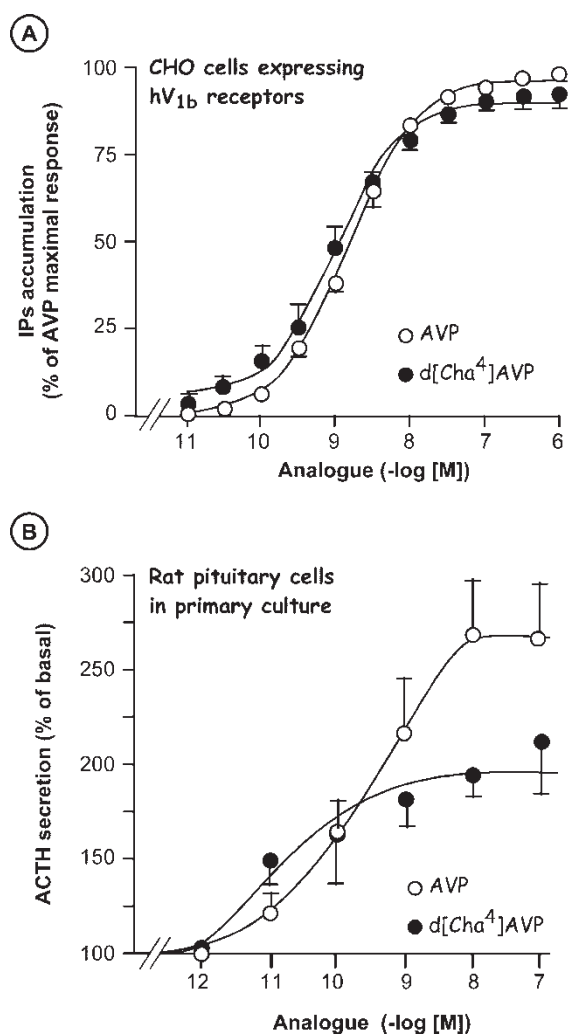 A
100
75
50
25
0
IPs accumulation
(% of AVP maximal response)
CHO cells expressing
hV1b receptors
AVP
d[Cha4]AVP
11 10 9 8 7 6
Analogue (-log [M])
B
300
250
200
150
100
ACTH secretion (% of basal)
Rat pituitary cells
in primary culture
AVP
d[Cha4]AVP
12 11 10 9 8 7
Analogue (-log [M])